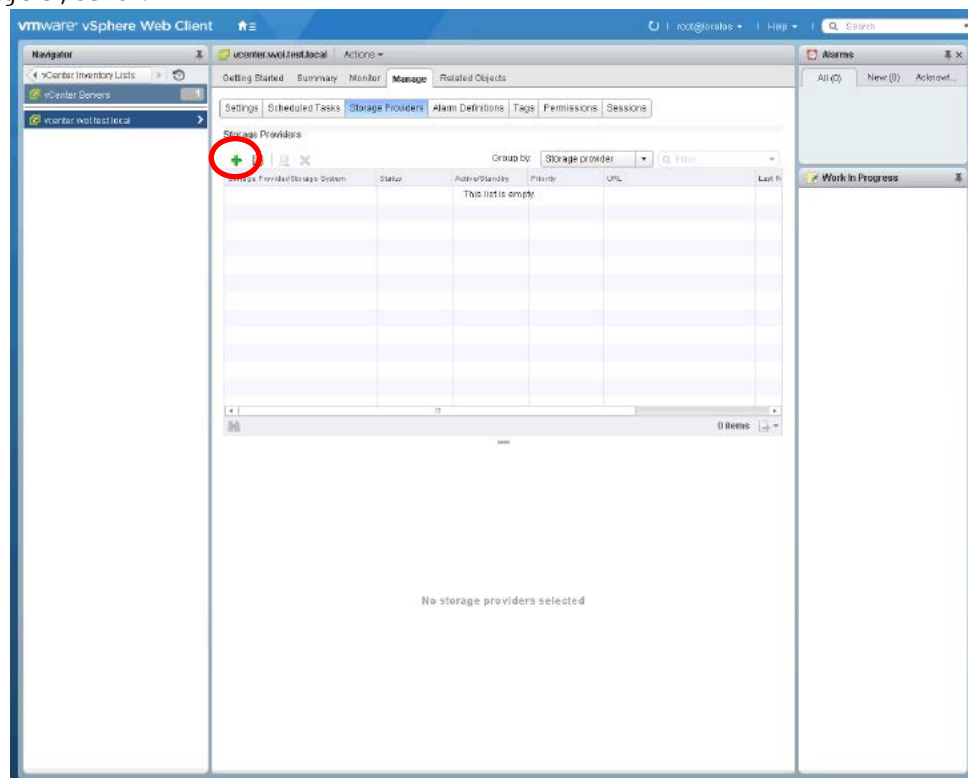 vmware vSphere Web Client
root@localos
Help
Search
Navigator
vCenter Inventory Lists
vCenter Servers 1
vcenter.wol.test.local
vcenter.wol.test.local Actions
Getting Started Summary Monitor Manage Related Objects
Settings Scheduled Tasks Storage Providers Alarm Definitions Tags Permissions Sessions
Storage Providers
Group by: Storage provider Filter
Storage Provider/Storage System Status Active/Standby Priority URL
This list is empty.
0 items
No storage providers selected
Alarms
All (0) New (0) Acknowl...
Work In Progress